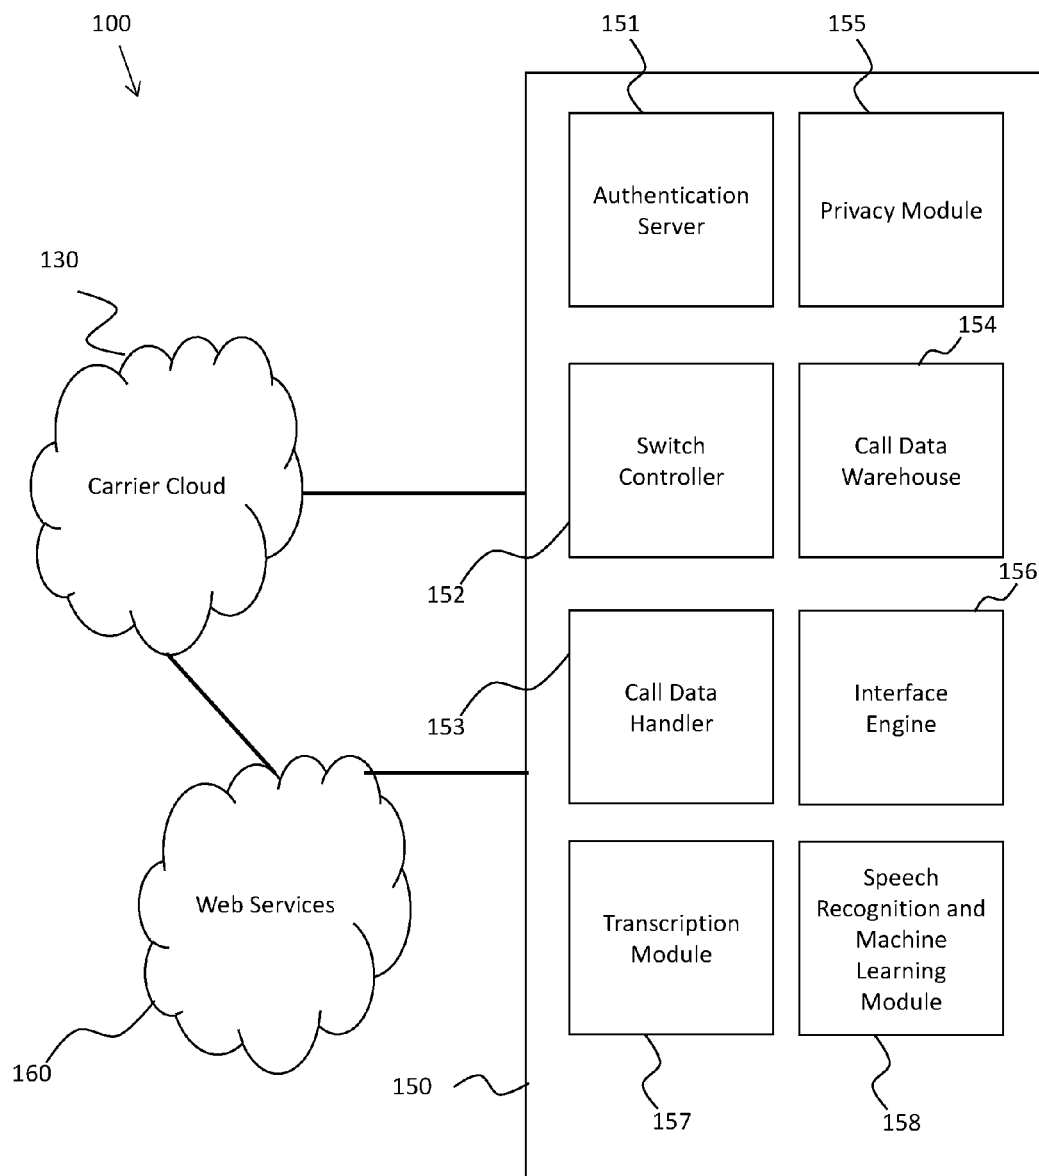 100
151
155
Authentication
Server
Privacy Module
130
154
Carrier Cloud
Switch
Controller
Call Data
Warehouse
152
156
Call Data
Handler
Interface
Engine
153
Web Services
Transcription
Module
Speech
Recognition and
Machine
Learning
Module
160
150
157
158